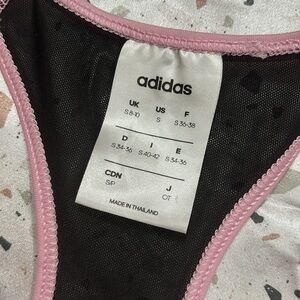 adidas
UK US F
S 8-10 S S 36-38
D I E
S 34-36 S 40-42 S 34-36
CDN J
S/P OT
MADE IN THAILAND